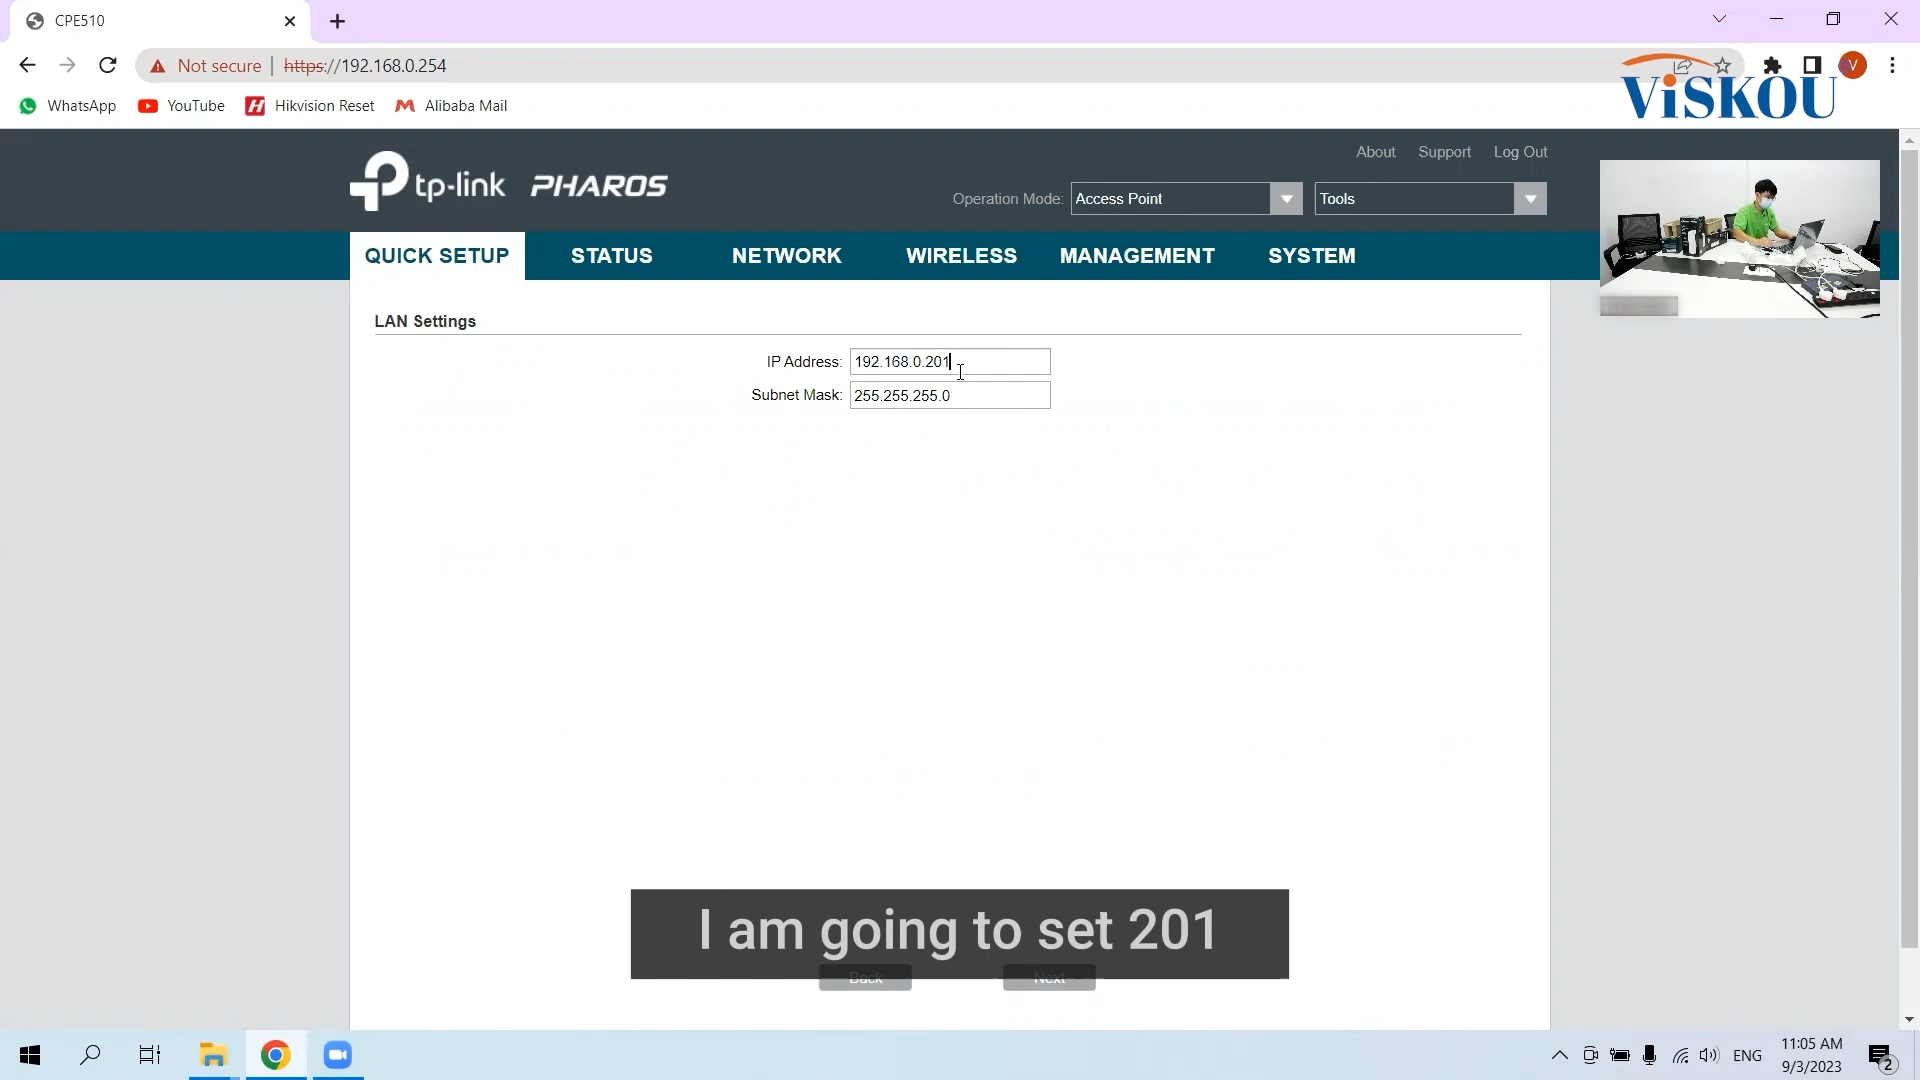 CPE510
Not secure | https://192.168.0.254
WhatsApp YouTube Hikvision Reset Alibaba Mail
V
ViSKOU
About Support Log Out
tp-link PHAROS
Operation Mode: Access Point Tools
QUICK SETUP STATUS NETWORK WIRELESS MANAGEMENT SYSTEM
LAN Settings
IP Address: 192.168.0.201
Subnet Mask: 255.255.255.0
I am going to set 201
Back Next
ENG
11:05 AM
9/3/2023
2